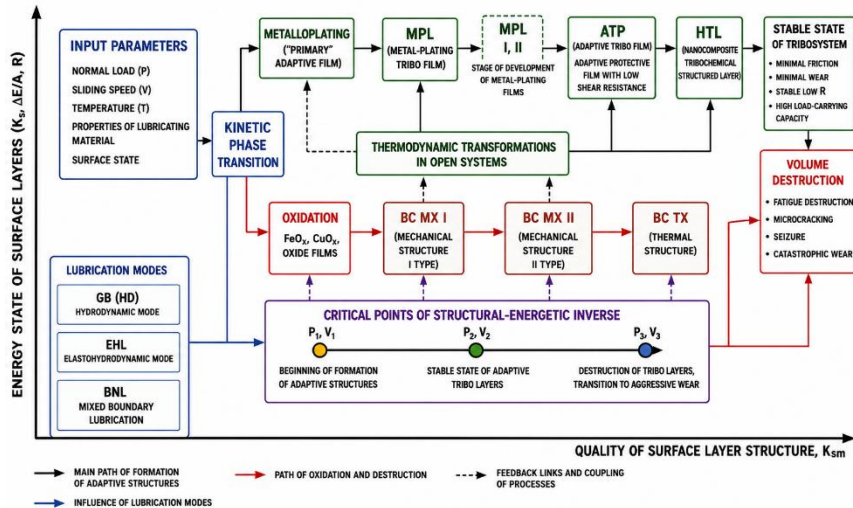 ENERGY STATE OF SURFACE LAYERS (Ks, ΔE/A, R)
INPUT PARAMETERS
NORMAL LOAD (P)
SLIDING SPEED (V)
TEMPERATURE (T)
PROPERTIES OF LUBRICATING
MATERIAL
SURFACE STATE
KINETIC PHASE
TRANSITION
METALLOPLATING
("PRIMARY"
ADAPTIVE FILM)
MPL
(METAL-PLATING
TRIBO FILM)
MPL
I, II
STAGE OF DEVELOPMENT
OF METAL-PLATING
FILMS
ATP
(ADAPTIVE TRIBO FILM)
ADAPTIVE PROTECTIVE
FILM WITH LOW
SHEAR RESISTANCE
HTL
(NANOCOMPOSITE
TRIBOCHEMICAL
STRUCTURED LAYER)
STABLE STATE OF
TRIBOSYSTEM
• MINIMAL FRICTION
• MINIMAL WEAR
• STABLE LOW R
• HIGH LOAD-CARRYING
CAPACITY
THERMODYNAMIC TRANSFORMATIONS
IN OPEN SYSTEMS
VOLUME
DESTRUCTION
• FATIGUE DESTRUCTION
• MICROCRACKING
• SEIZURE
• CATASTROPHIC WEAR
OXIDATION
FeOx, CuOx,
OXIDE FILMS
BC MX I
(MECHANICAL
STRUCTURE
I TYPE)
BC MX II
(MECHANICAL
STRUCTURE
II TYPE)
BC TX
(THERMAL
STRUCTURE)
LUBRICATION MODES
GB (HD)
HYDRODYNAMIC MODE
EHL
ELASTOHYDRODYNAMIC MODE
BNL
MIXED BOUNDARY
LUBRICATION
CRITICAL POINTS OF STRUCTURAL-ENERGETIC INVERSE
P1, V1
P2, V2
P3, V3
BEGINNING OF FORMATION
OF ADAPTIVE STRUCTURES
STABLE STATE OF ADAPTIVE
TRIBO LAYERS
DESTRUCTION OF TRIBO LAYERS,
TRANSITION TO AGGRESSIVE WEAR
QUALITY OF SURFACE LAYER STRUCTURE, Ksm
MAIN PATH OF FORMATION
OF ADAPTIVE STRUCTURES
PATH OF OXIDATION AND DESTRUCTION
FEEDBACK LINKS AND COUPLING
OF PROCESSES
INFLUENCE OF LUBRICATION MODES